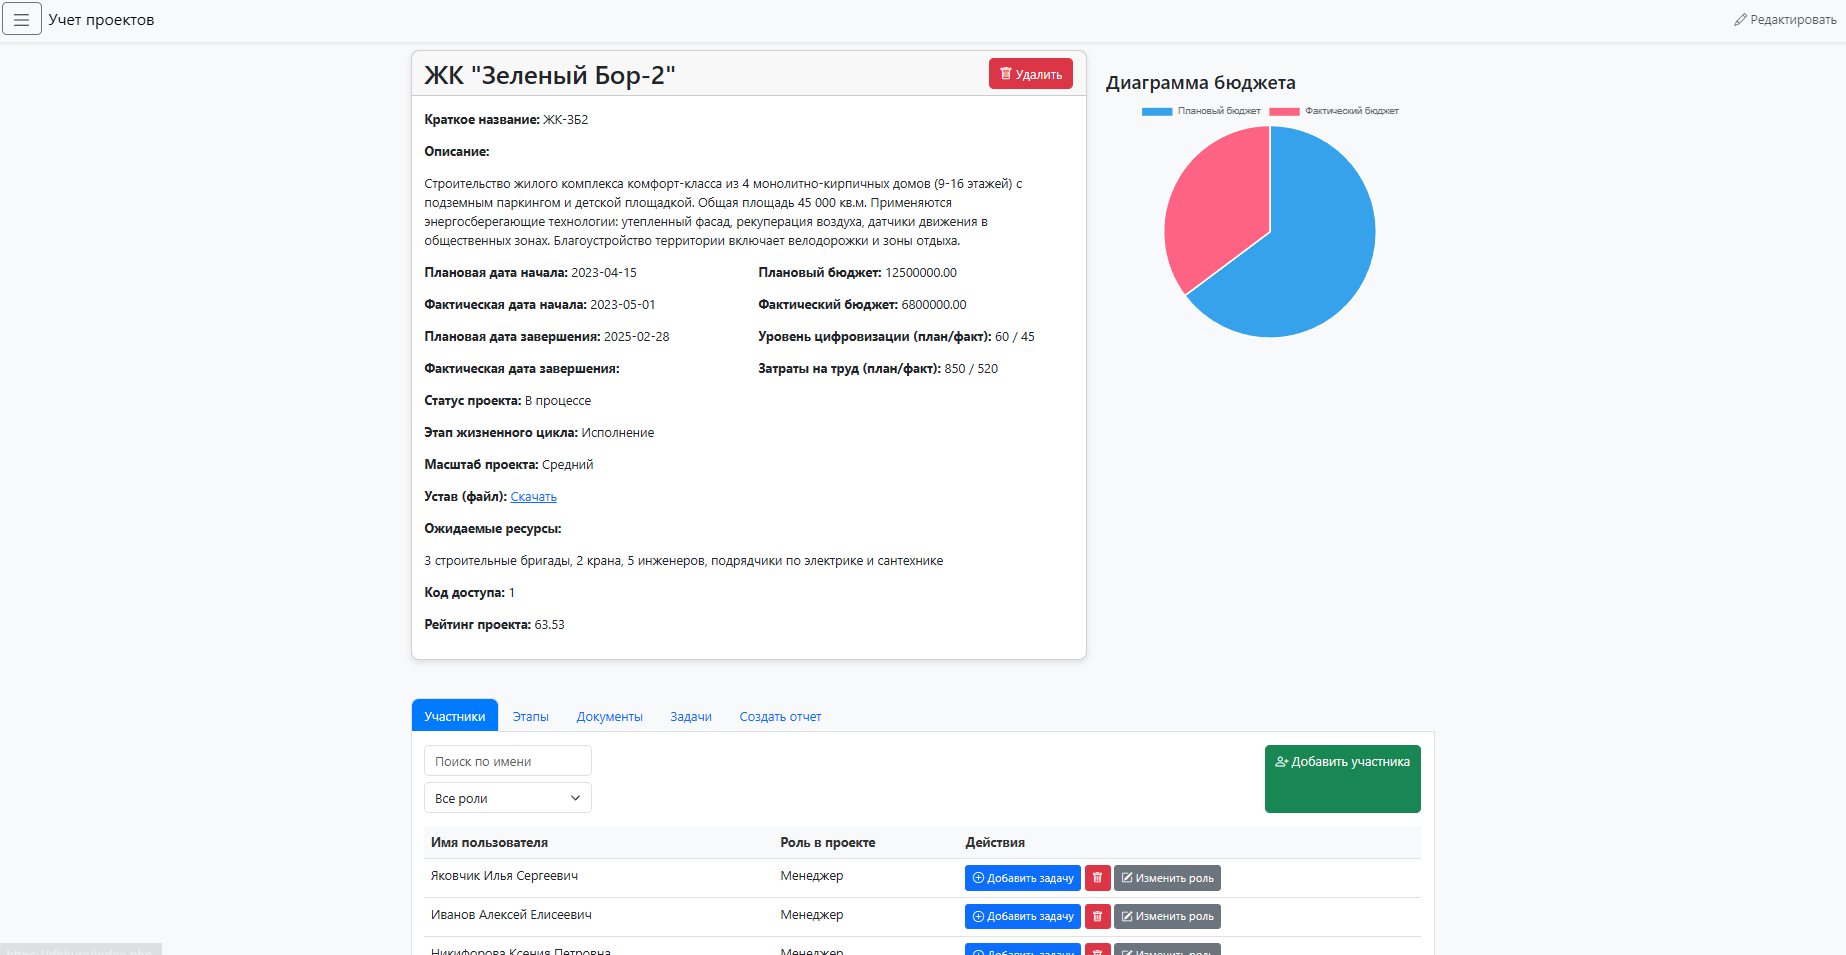 Учет проектов
Редактировать
ЖК "Зеленый Бор-2"
Удалить
Краткое название: ЖК-ЗБ2
Описание:
Строительство жилого комплекса комфорт-класса из 4 монолитно-кирпичных домов (9-16 этажей) с
подземным паркингом и детской площадкой. Общая площадь 45 000 кв.м. Применяются
энергосберегающие технологии: утепленный фасад, рекуперация воздуха, датчики движения в
общественных зонах. Благоустройство территории включает велодорожки и зоны отдыха.
Плановая дата начала: 2023-04-15
Фактическая дата начала: 2023-05-01
Плановая дата завершения: 2025-02-28
Фактическая дата завершения:
Статус проекта: В процессе
Этап жизненного цикла: Исполнение
Масштаб проекта: Средний
Устав (файл): Скачать
Плановый бюджет: 12500000.00
Фактический бюджет: 6800000.00
Уровень цифровизации (план/факт): 60 / 45
Затраты на труд (план/факт): 850 / 520
Ожидаемые ресурсы:
3 строительные бригады, 2 крана, 5 инженеров, подрядчики по электрике и сантехнике
Код доступа: 1
Рейтинг проекта: 63.53
Диаграмма бюджета
Плановый бюджет Фактический бюджет
Участники Этапы Документы Задачи Создать отчет
Поиск по имени
Все роли
Добавить участника
Имя пользователя Роль в проекте Действия
Яковчик Илья Сергеевич Менеджер Добавить задачу Изменить роль
Иванов Алексей Елисеевич Менеджер Добавить задачу Изменить роль
Никифорова Ксения Петровна Менеджер Добавить задачу Изменить роль